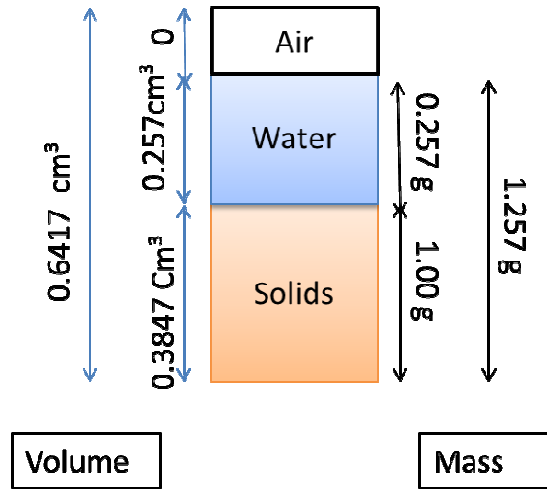 0
Air
0.257cm³
Water
0.257 g
0.6417 cm³
1.257 g
0.3847 Cm³
Solids
1.00 g
Volume
Mass